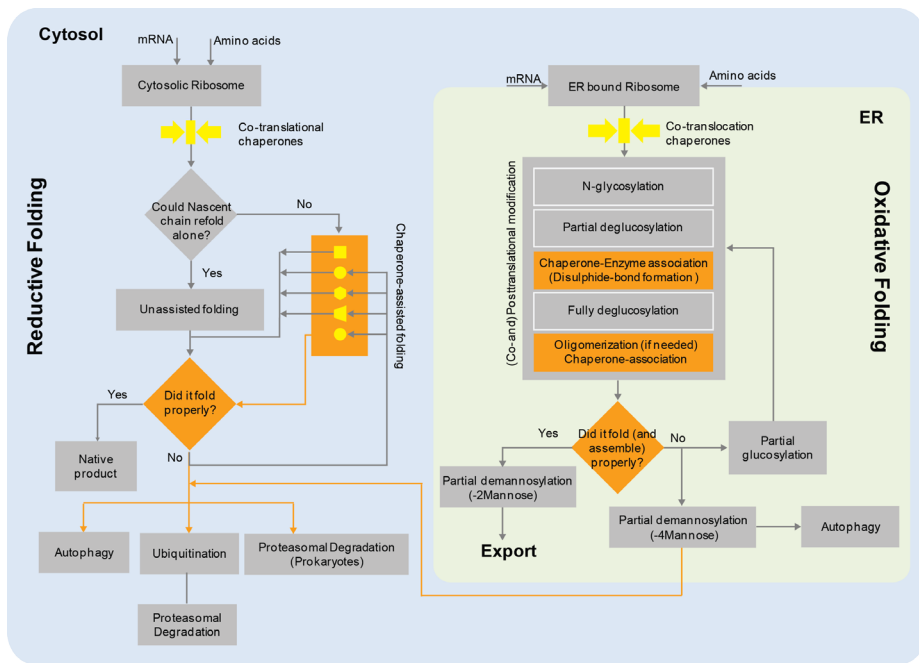 Cytosol
mRNA
Amino acids
Cytosolic Ribosome
Co-translational
chaperones
Could Nascent
chain refold
alone?
No
Yes
Unassisted folding
Chaperone-assisted folding
Reductive Folding
Did it fold
properly?
Yes
Native
product
No
Autophagy
Ubiquitination
Proteasomal Degradation
(Prokaryotes)
Proteasomal
Degradation
mRNA
ER bound Ribosome
Amino acids
ER
Co-translocation
chaperones
(Co-and) Posttranslational modification
N-glycosylation
Partial deglucosylation
Chaperone-Enzyme association
(Disulphide-bond formation )
Fully deglucosylation
Oligomerization (if needed)
Chaperone-association
Oxidative Folding
Did it fold (and
assemble)
properly?
Yes
No
Partial
glucosylation
Partial demannosylation
(-2Mannose)
Export
Partial demannosylation
(-4Mannose)
Autophagy